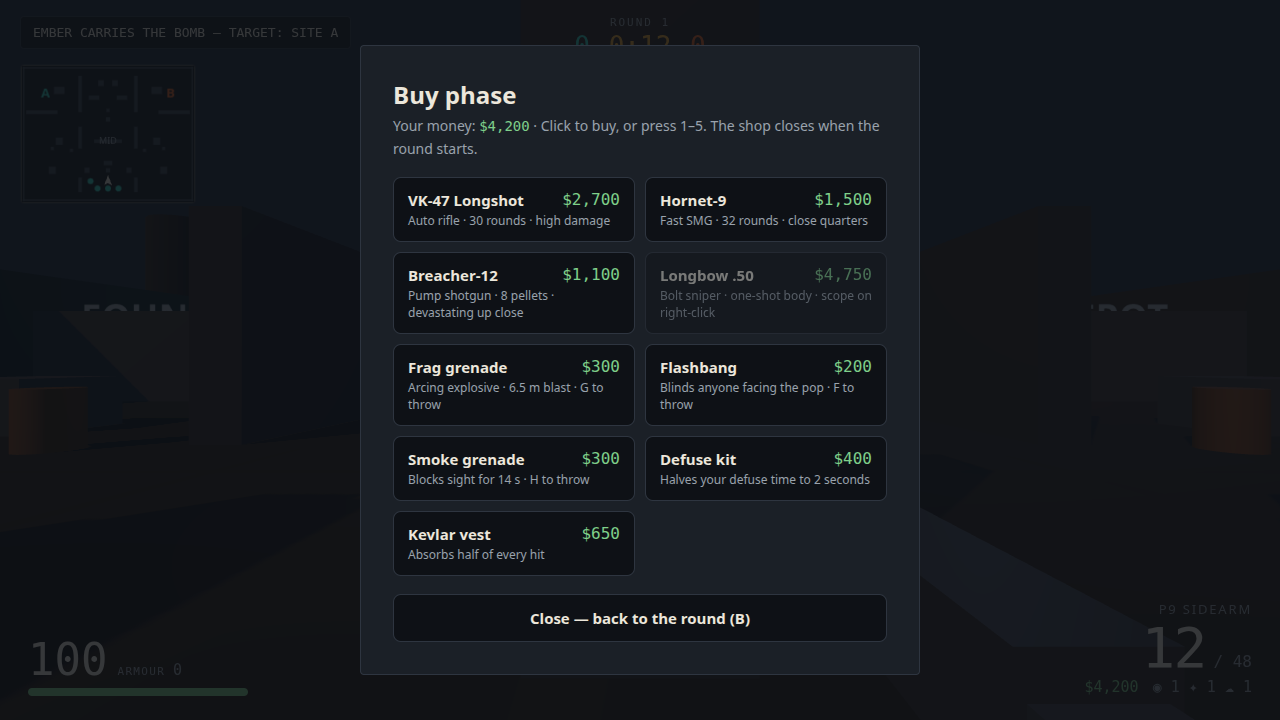 EMBER CARRIES THE BOMB — TARGET: SITE A
ROUND 1
0 0:12 0
A
B
MID
Buy phase
Your money: $4,200 · Click to buy, or press 1–5. The shop closes when the
round starts.
VK-47 Longshot $2,700
Auto rifle · 30 rounds · high damage
Hornet-9 $1,500
Fast SMG · 32 rounds · close quarters
Breacher-12 $1,100
Pump shotgun · 8 pellets ·
devastating up close
Longbow .50 $4,750
Bolt sniper · one-shot body · scope on
right-click
Frag grenade $300
Arcing explosive · 6.5 m blast · G to
throw
Flashbang $200
Blinds anyone facing the pop · F to
throw
Smoke grenade $300
Blocks sight for 14 s · H to throw
Defuse kit $400
Halves your defuse time to 2 seconds
Kevlar vest $650
Absorbs half of every hit
Close — back to the round (B)
100 ARMOUR 0
P9 SIDEARM
12 / 48
$4,200 ◉ 1 ✦ 1 ☁ 1